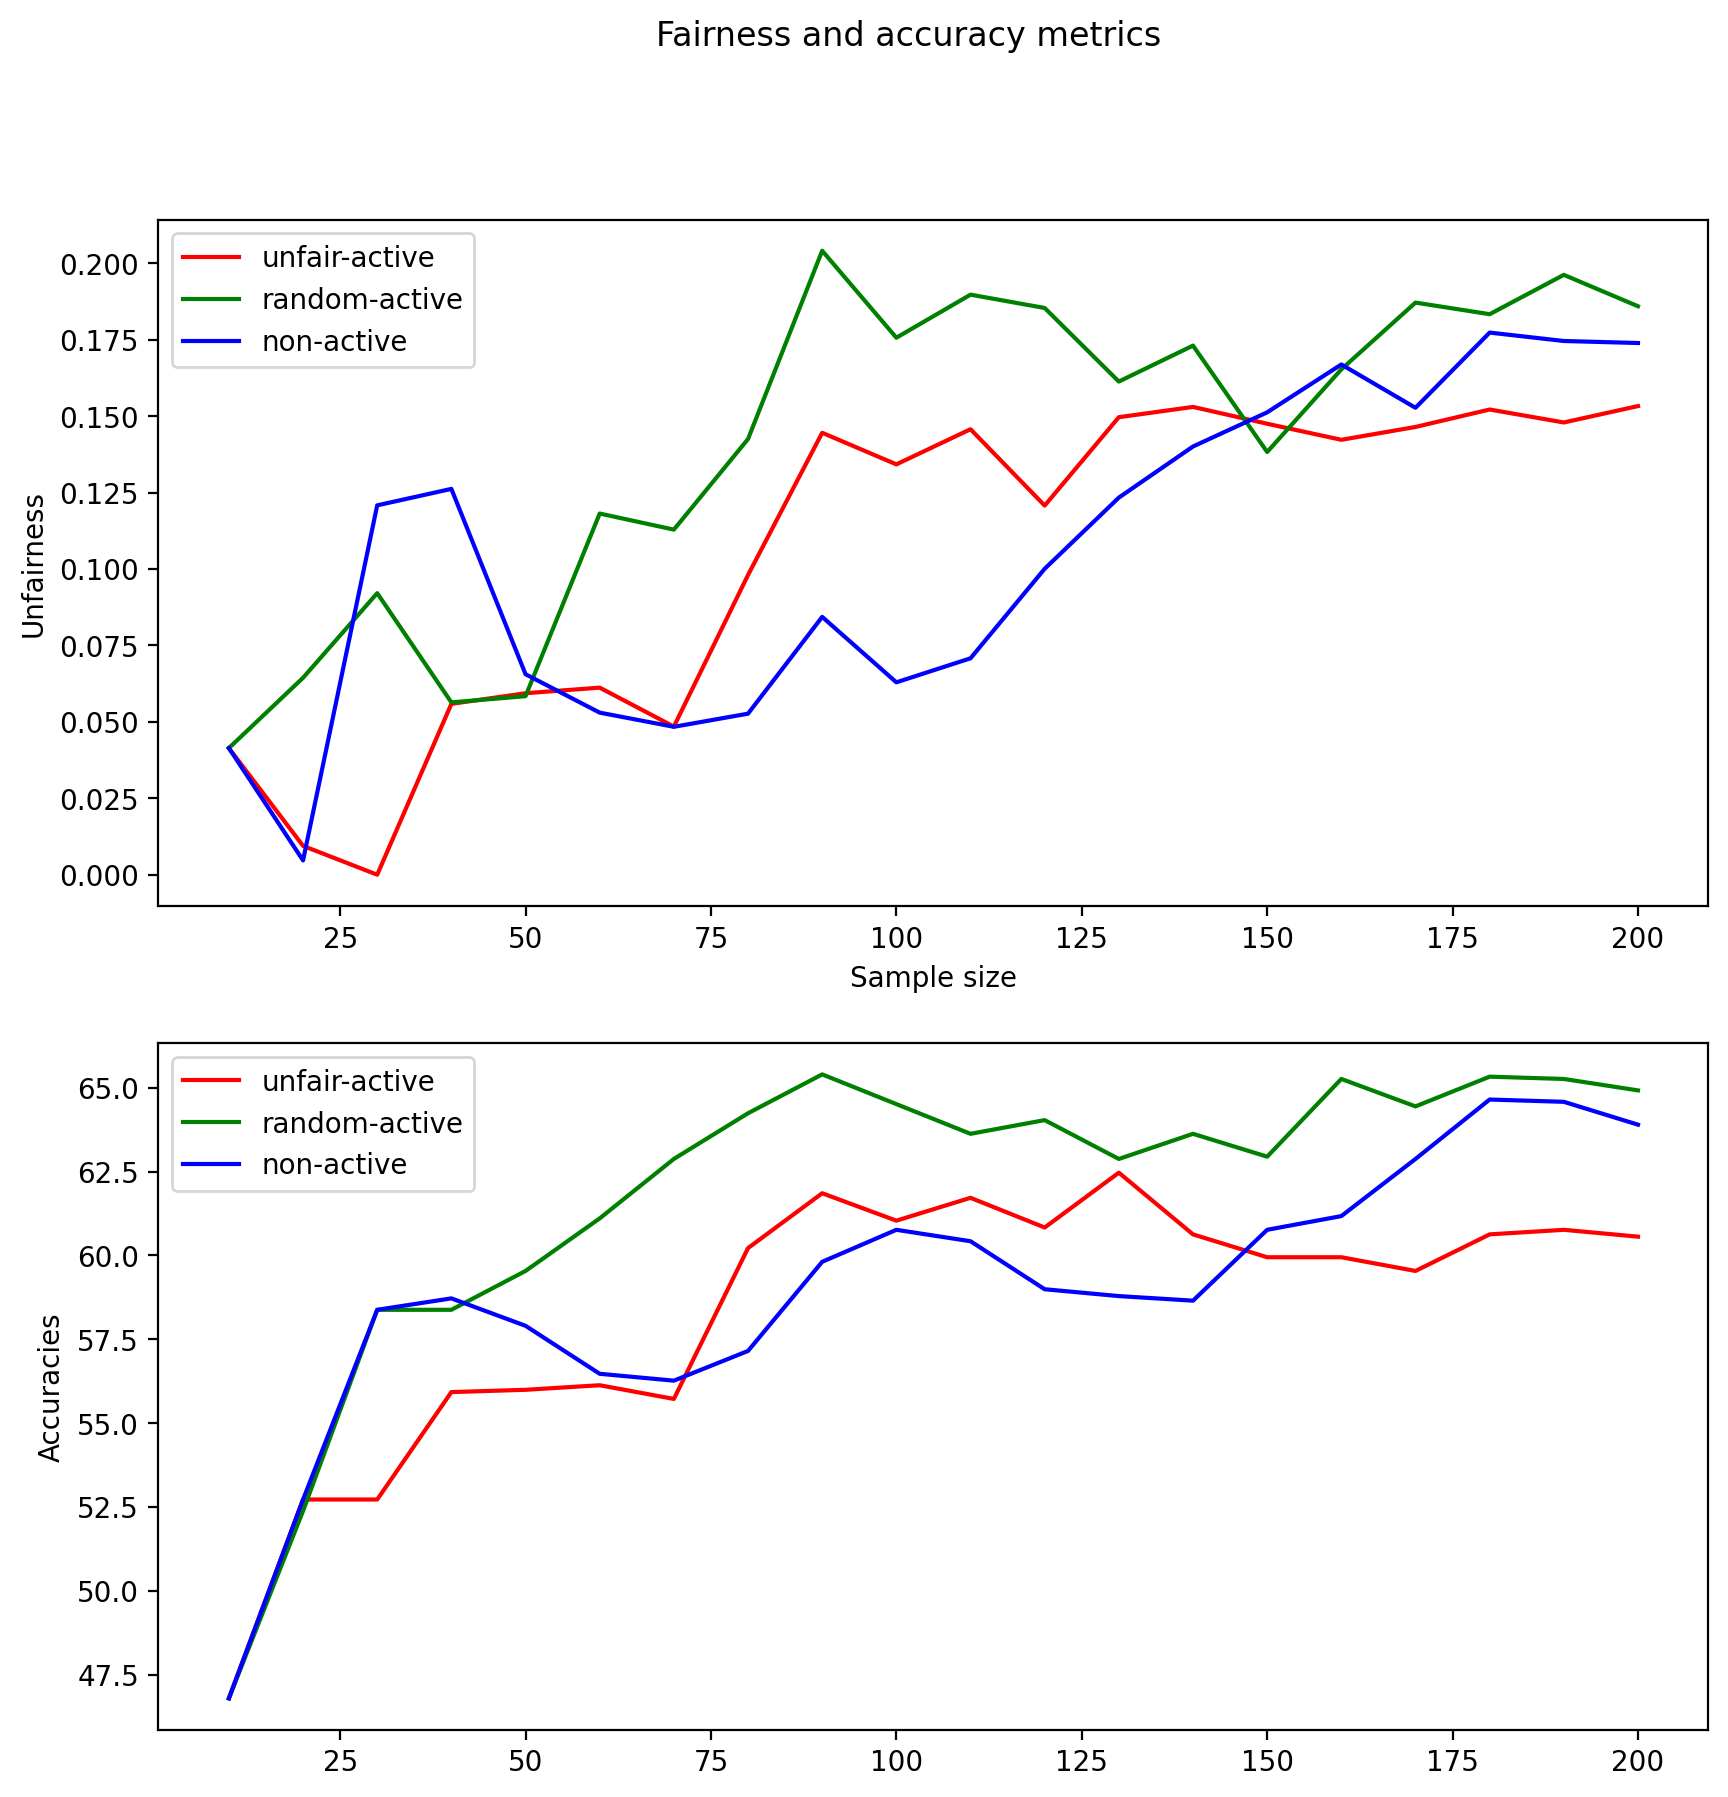 Fairness and accuracy metrics
unfair-active
random-active
non-active
0.200
0.175
0.150
0.125
0.100
0.075
0.050
0.025
0.000
Unfairness
25 50 75 100 125 150 175 200
Sample size
unfair-active
random-active
non-active
65.0
62.5
60.0
57.5
55.0
52.5
50.0
47.5
Accuracies
25 50 75 100 125 150 175 200